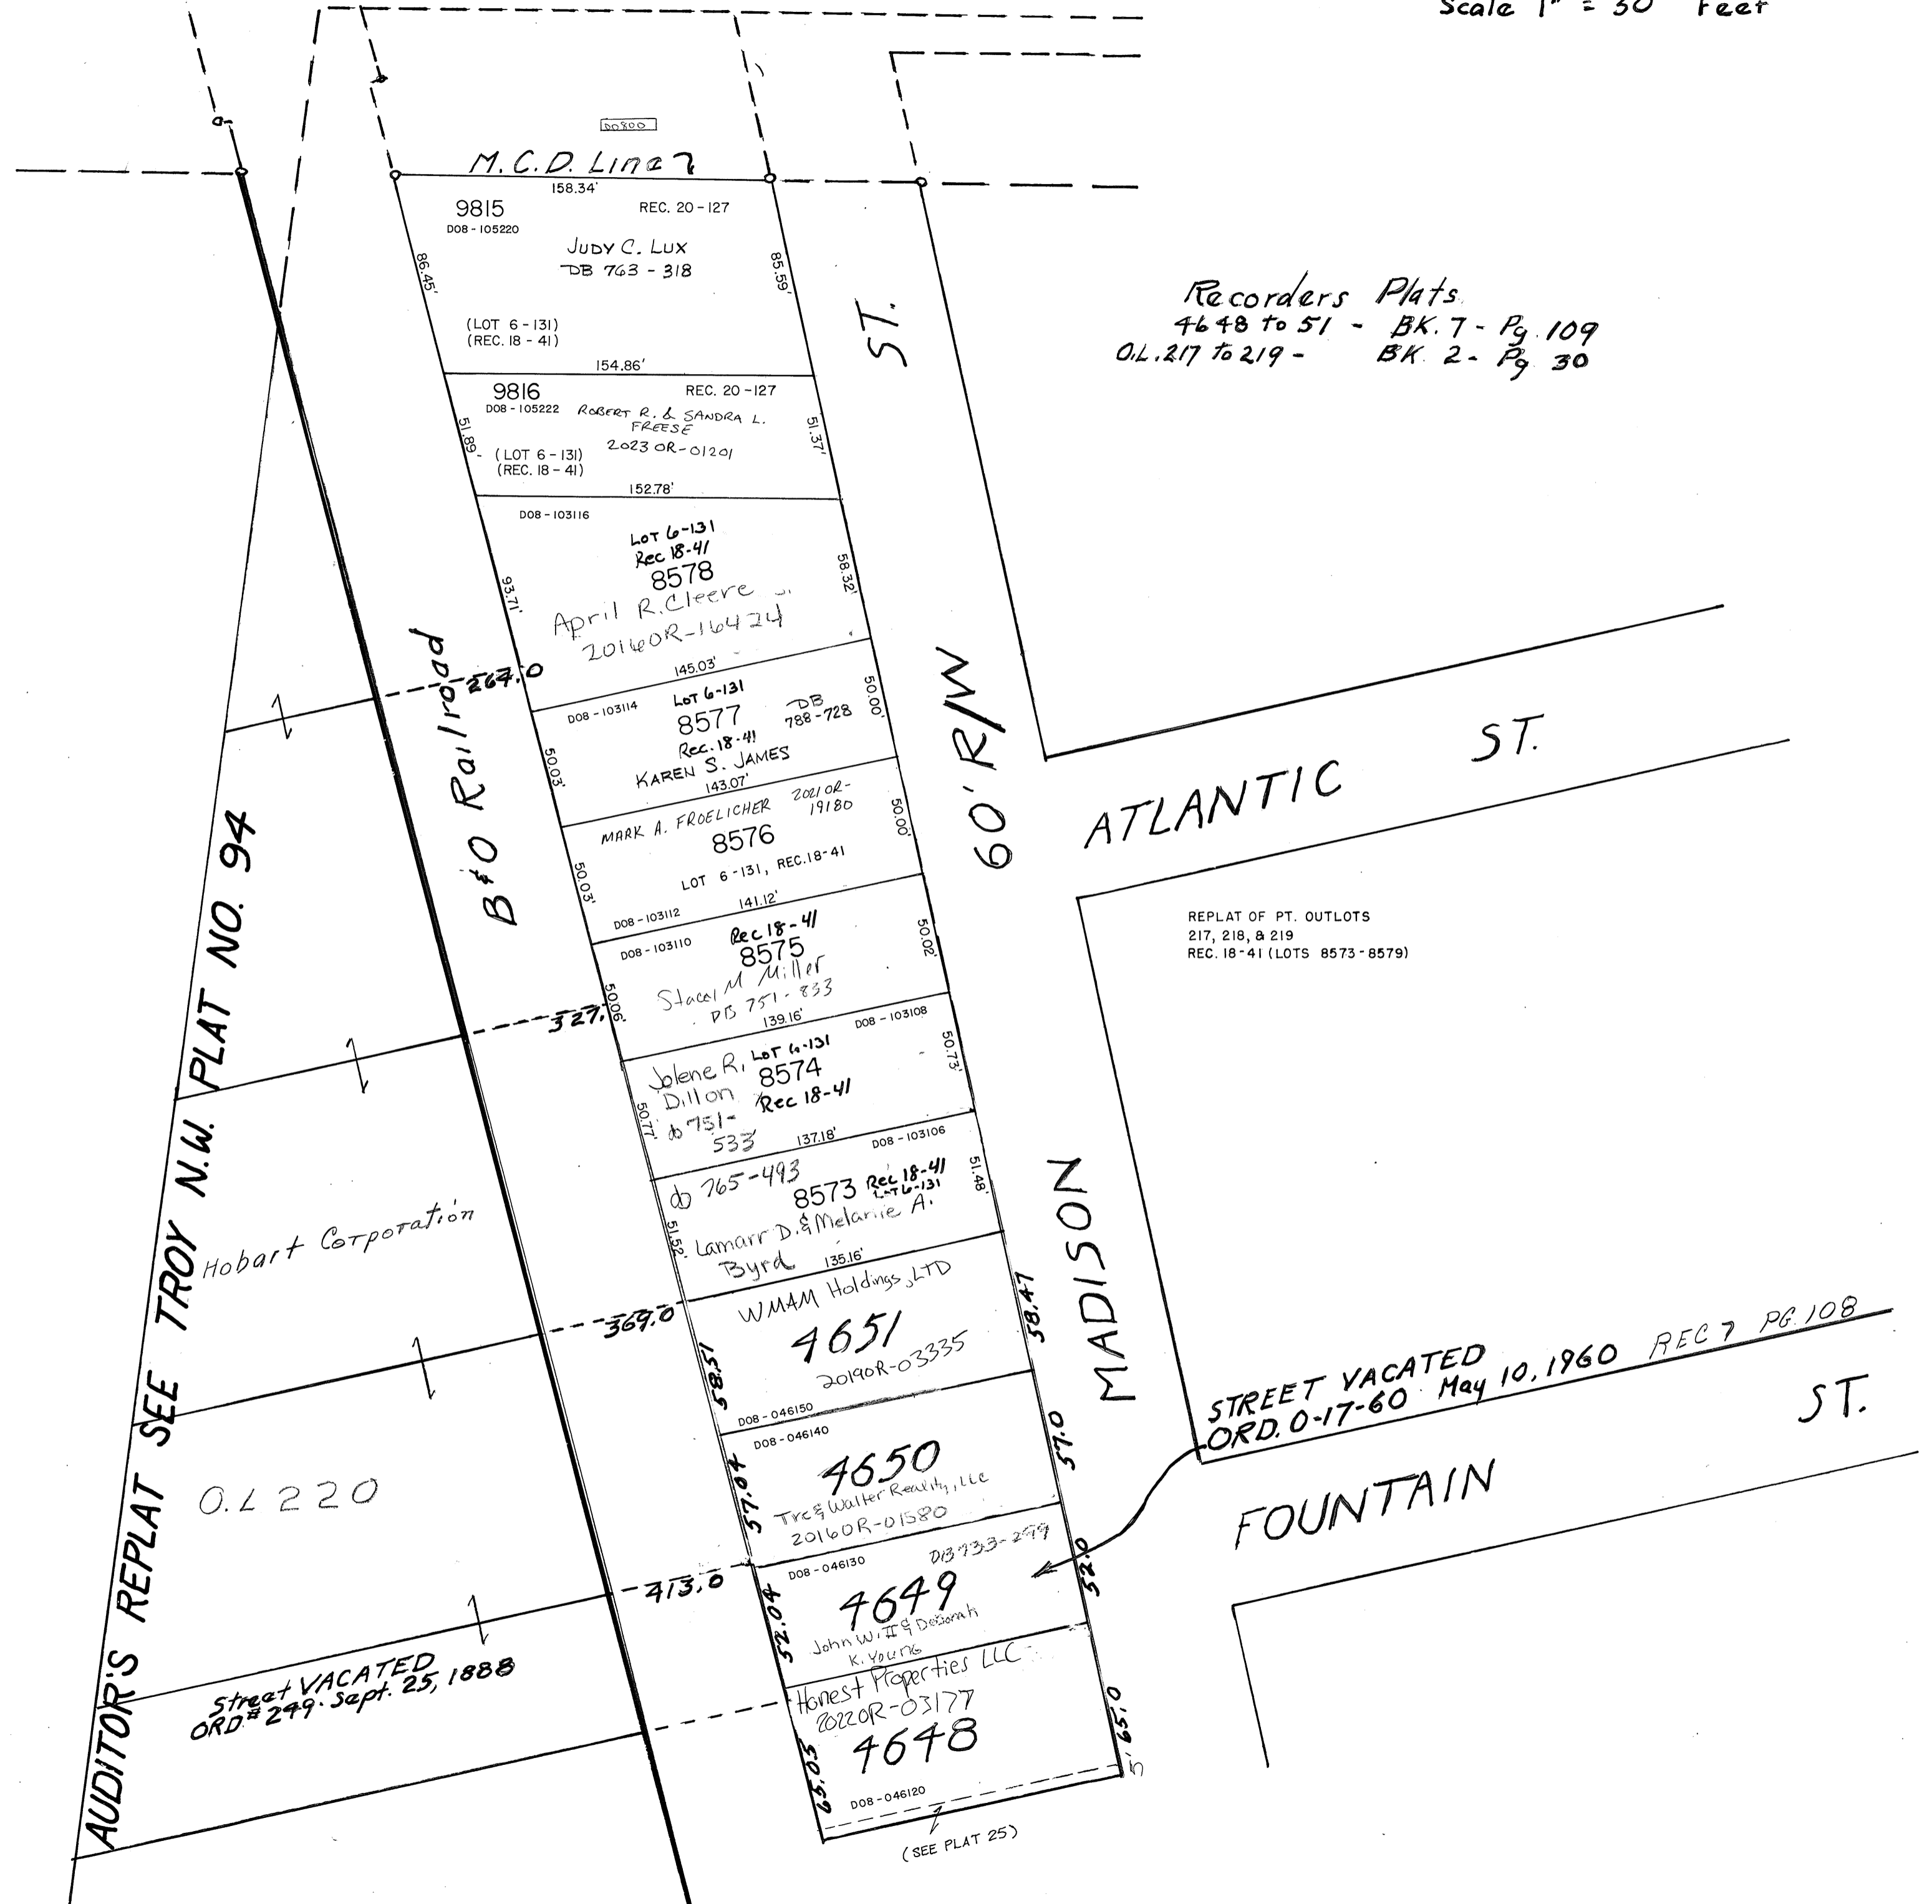 Scale 1" = 50' Feet
D0800
M.C.D. Line
158.34'
9815
REC. 20-127
D08-105220
JUDY C. LUX
DB 763-318
86.45'
85.59'
(LOT 6-131)
(REC. 18-41)
154.86'
9816
REC. 20-127
D08-105222
ROBERT R. & SANDRA L.
FREESE
2023 OR-01201
51.89'
51.37'
(LOT 6-131)
(REC. 18-41)
152.78'
D08-103116
LOT 6-131
Rec 18-41
8578
April R. Cleere
2016OR-16424
93.71'
58.32'
145.03'
D08-103114
LOT 6-131
8577
DB
788-728
Rec. 18-41
KAREN S. JAMES
50.03'
50.00'
143.07'
MARK A. FROELICHER
2021OR-
19180
8576
LOT 6-131, REC. 18-41
50.03'
50.00'
D08-103112
141.12'
D08-103110
Rec 18-41
8575
Stacy M Miller
DB 751-833
50.06'
50.02'
139.16'
D08-103108
Jolene R.
Dillon
db 751-
533
LOT 6-131
8574
Rec 18-41
50.77'
50.73'
137.18'
D08-103106
db 765-493
8573
Rec 18-41
LOT 6-131
Lamarr D. & Melanie A.
Byrd
51.52'
51.48'
135.16'
WMAM Holdings, LTD
4651
2019OR-03335
58.51
58.47
D08-046150
D08-046140
4650
Tre & Walter Reality, LLC
2016OR-01580
57.04
57.0
D08-046130
DB733-299
4649
John W. II & Deborah
K. Young
52.04
52.0
Honest Properties LLC
2022OR-03177
4648
65.05
65.0
5'
D08-046120
(SEE PLAT 25)
ST.
60' R/W
MADISON
Recorders Plats
4648 to 51 - BK. 7 - Pg. 109
O.L. 217 to 219 - BK. 2 - Pg. 30
ATLANTIC ST.
REPLAT OF PT. OUTLOTS
217, 218, & 219
REC. 18-41 (LOTS 8573-8579)
STREET VACATED
ORD. O-17-60 May 10, 1960 REC 7 PG. 108
FOUNTAIN ST.
B&O Railroad
264.0
327.
369.0
413.0
AUDITOR'S REPLAT SEE TROY N.W. PLAT NO. 94
Hobart Corporation
O.L 220
Street VACATED
ORD.# 249. Sept. 25, 1888